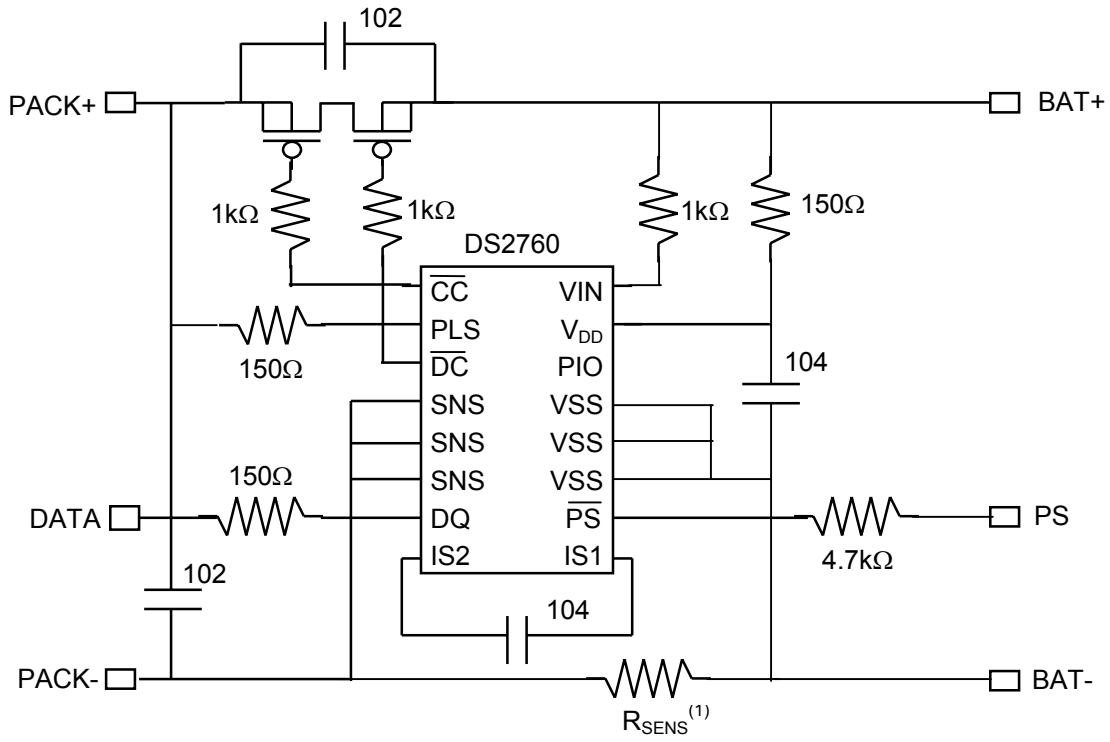 102
PACK+
BAT+
1kΩ
1kΩ
1kΩ
150Ω
DS2760
CC
VIN
PLS
VDD
150Ω
DC
PIO
104
SNS
VSS
SNS
VSS
150Ω
SNS
VSS
DATA
DQ
PS
PS
4.7kΩ
IS2
IS1
102
104
PACK-
BAT-
RSENS(1)